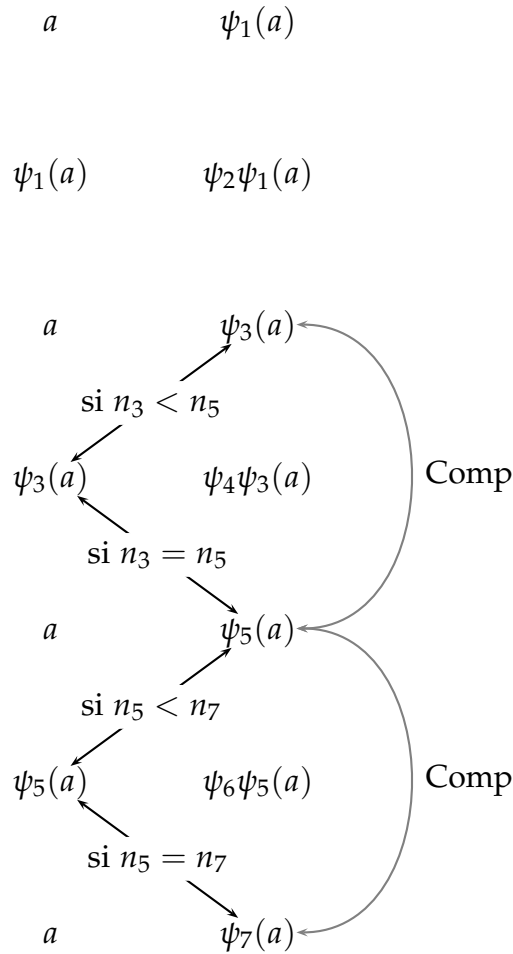 a ψ₁(a)
ψ₁(a) ψ₂ψ₁(a)
a ψ₃(a)
si n₃ < n₅
ψ₃(a) ψ₄ψ₃(a) Comp
si n₃ = n₅
a ψ₅(a)
si n₅ < n₇
ψ₅(a) ψ₆ψ₅(a) Comp
si n₅ = n₇
a ψ₇(a)